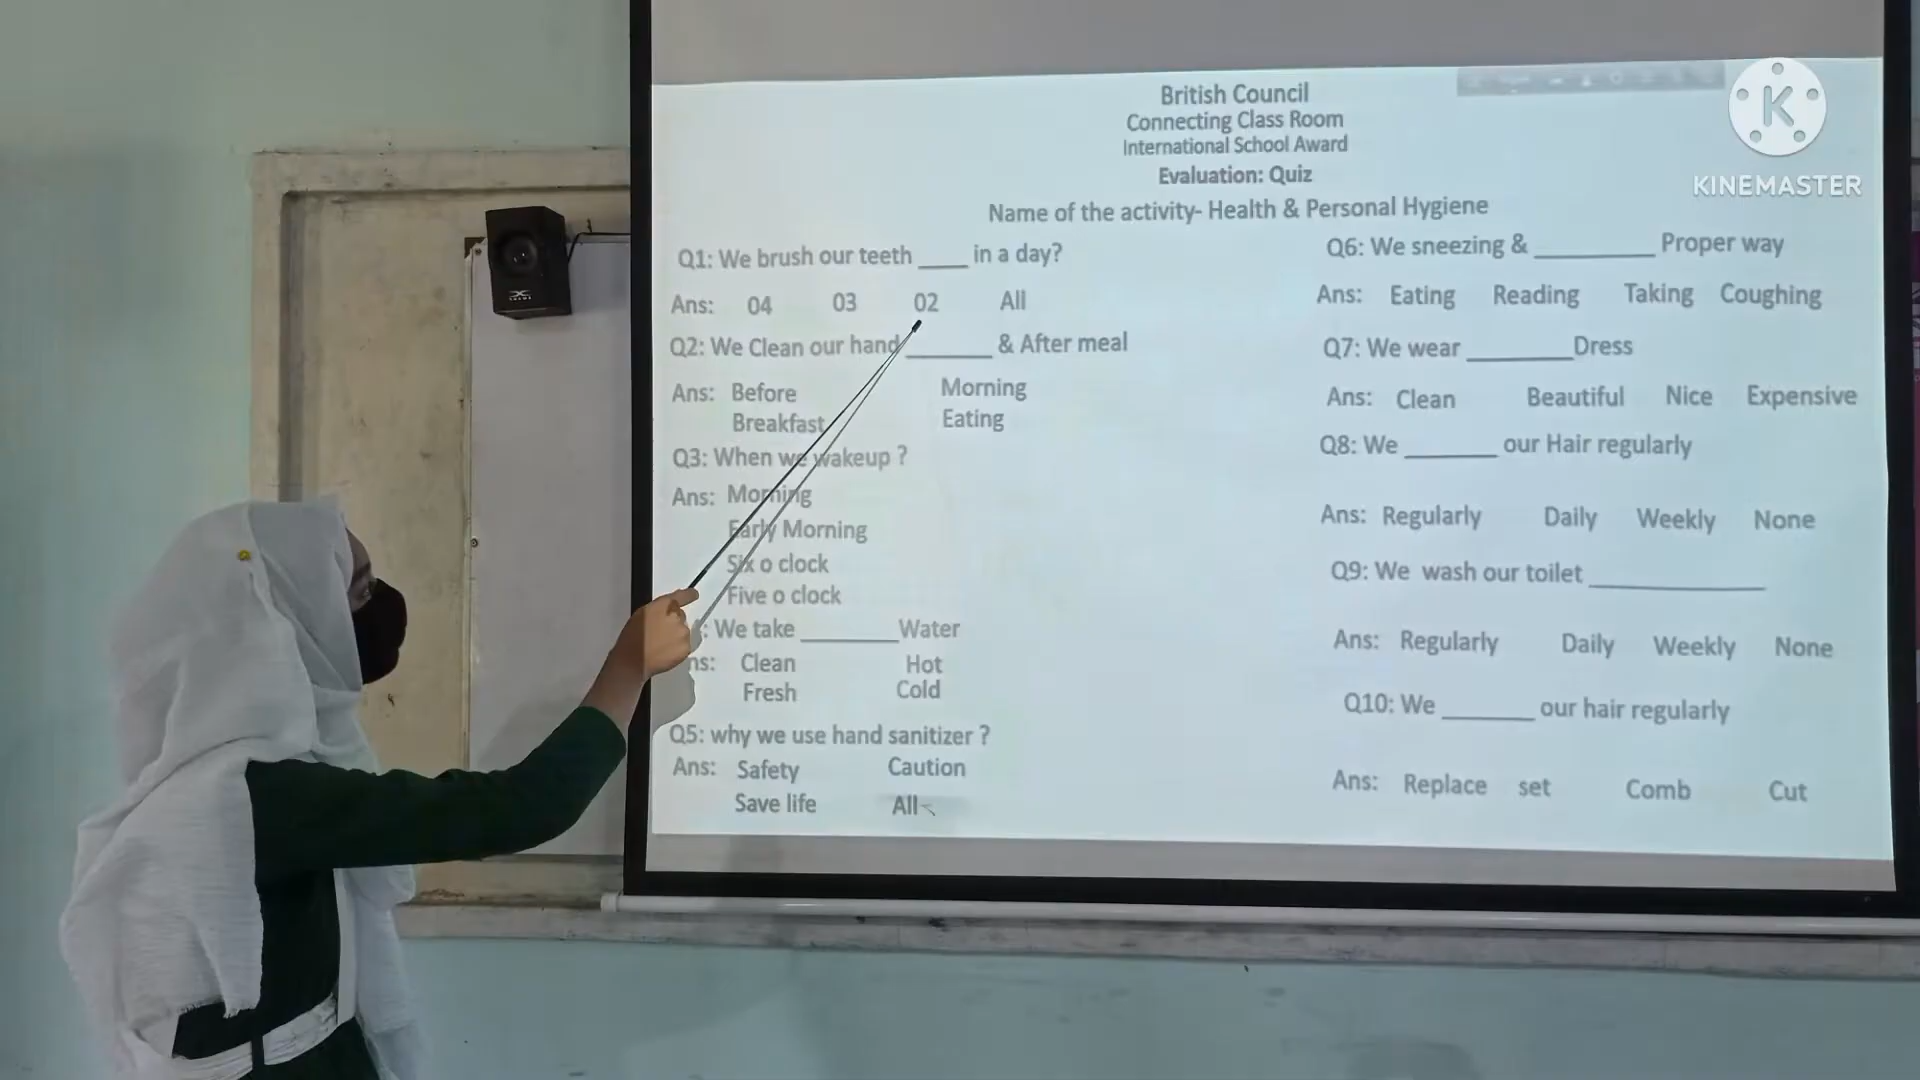 British Council
Connecting Class Room
International School Award
Evaluation: Quiz
Name of the activity- Health & Personal Hygiene
Q1: We brush our teeth ____ in a day?
Ans: 04 03 02 All
Q2: We Clean our hand _______ & After meal
Ans: Before Morning
Breakfast Eating
Q3: When we wakeup ?
Ans: Morning
Early Morning
Six o clock
Five o clock
: We take ________Water
ns: Clean Hot
Fresh Cold
Q5: why we use hand sanitizer ?
Ans: Safety Caution
Save life All
Q6: We sneezing & __________ Proper way
Ans: Eating Reading Taking Coughing
Q7: We wear _________Dress
Ans: Clean Beautiful Nice Expensive
Q8: We ________ our Hair regularly
Ans: Regularly Daily Weekly None
Q9: We wash our toilet _______________
Ans: Regularly Daily Weekly None
Q10: We ________ our hair regularly
Ans: Replace set Comb Cut
K
KINEMASTER